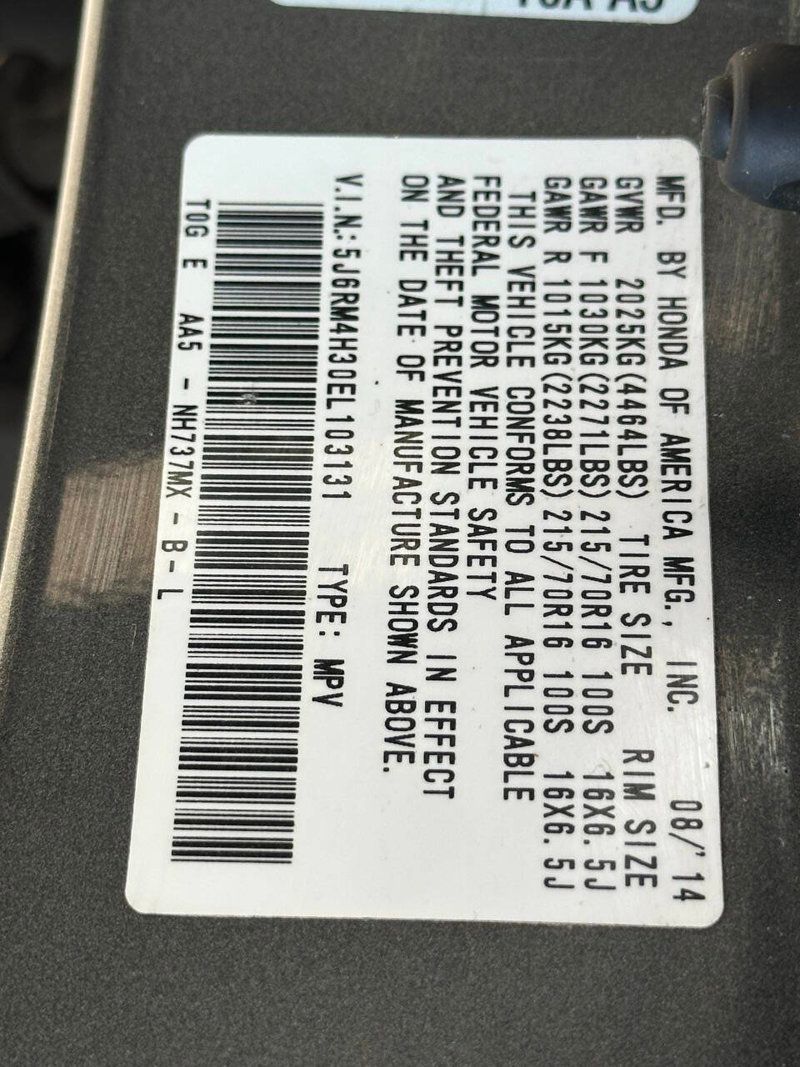 MFD. BY HONDA OF AMERICA MFG., INC. 08/'14
GVWR 2025KG(4464LBS) TIRE SIZE RIM SIZE
GAWR F 1030KG(2271LBS) 215/70R16 100S 16X6.5J
GAWR R 1015KG(2238LBS) 215/70R16 100S 16X6.5J
THIS VEHICLE CONFORMS TO ALL APPLICABLE
FEDERAL MOTOR VEHICLE SAFETY
AND THEFT PREVENTION STANDARDS IN EFFECT
ON THE DATE OF MANUFACTURE SHOWN ABOVE.
V.I.N.: 5J6RM4H30EL103131 TYPE: MPV
T0G E AA5 - NH737MX - B - L